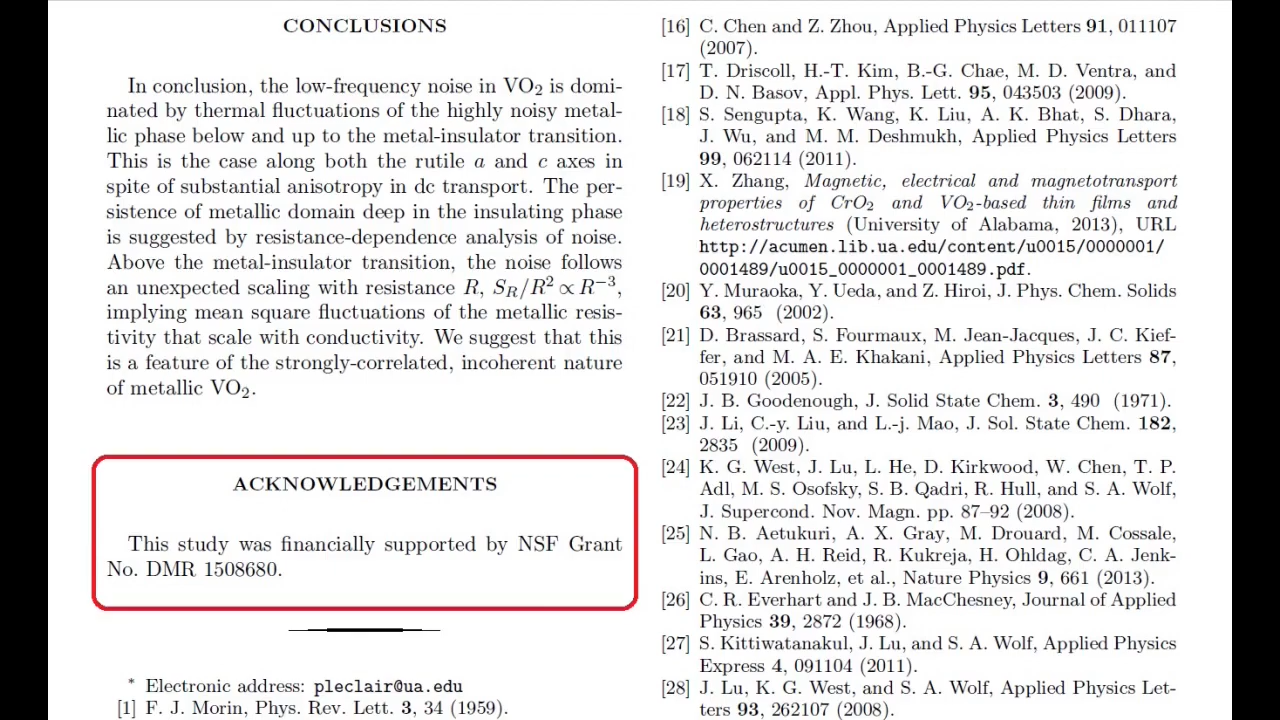 CONCLUSIONS
In conclusion, the low-frequency noise in VO₂ is domi-
nated by thermal fluctuations of the highly noisy metal-
lic phase below and up to the metal-insulator transition.
This is the case along both the rutile a and c axes in
spite of substantial anisotropy in dc transport. The per-
sistence of metallic domain deep in the insulating phase
is suggested by resistance-dependence analysis of noise.
Above the metal-insulator transition, the noise follows
an unexpected scaling with resistance R, S_R/R² ∝ R⁻³,
implying mean square fluctuations of the metallic resis-
tivity that scale with conductivity. We suggest that this
is a feature of the strongly-correlated, incoherent nature
of metallic VO₂.
ACKNOWLEDGEMENTS
This study was financially supported by NSF Grant
No. DMR 1508680.
* Electronic address: pleclair@ua.edu
[1] F. J. Morin, Phys. Rev. Lett. 3, 34 (1959).
[16] C. Chen and Z. Zhou, Applied Physics Letters 91, 011107
(2007).
[17] T. Driscoll, H.-T. Kim, B.-G. Chae, M. D. Ventra, and
D. N. Basov, Appl. Phys. Lett. 95, 043503 (2009).
[18] S. Sengupta, K. Wang, K. Liu, A. K. Bhat, S. Dhara,
J. Wu, and M. M. Deshmukh, Applied Physics Letters
99, 062114 (2011).
[19] X. Zhang, Magnetic, electrical and magnetotransport
properties of CrO₂ and VO₂-based thin films and
heterostructures (University of Alabama, 2013), URL
http://acumen.lib.ua.edu/content/u0015/0000001/
0001489/u0015_0000001_0001489.pdf.
[20] Y. Muraoka, Y. Ueda, and Z. Hiroi, J. Phys. Chem. Solids
63, 965 (2002).
[21] D. Brassard, S. Fourmaux, M. Jean-Jacques, J. C. Kief-
fer, and M. A. E. Khakani, Applied Physics Letters 87,
051910 (2005).
[22] J. B. Goodenough, J. Solid State Chem. 3, 490 (1971).
[23] J. Li, C.-y. Liu, and L.-j. Mao, J. Sol. State Chem. 182,
2835 (2009).
[24] K. G. West, J. Lu, L. He, D. Kirkwood, W. Chen, T. P.
Adl, M. S. Osofsky, S. B. Qadri, R. Hull, and S. A. Wolf,
J. Supercond. Nov. Magn. pp. 87–92 (2008).
[25] N. B. Aetukuri, A. X. Gray, M. Drouard, M. Cossale,
L. Gao, A. H. Reid, R. Kukreja, H. Ohldag, C. A. Jenk-
ins, E. Arenholz, et al., Nature Physics 9, 661 (2013).
[26] C. R. Everhart and J. B. MacChesney, Journal of Applied
Physics 39, 2872 (1968).
[27] S. Kittiwatanakul, J. Lu, and S. A. Wolf, Applied Physics
Express 4, 091104 (2011).
[28] J. Lu, K. G. West, and S. A. Wolf, Applied Physics Let-
ters 93, 262107 (2008).